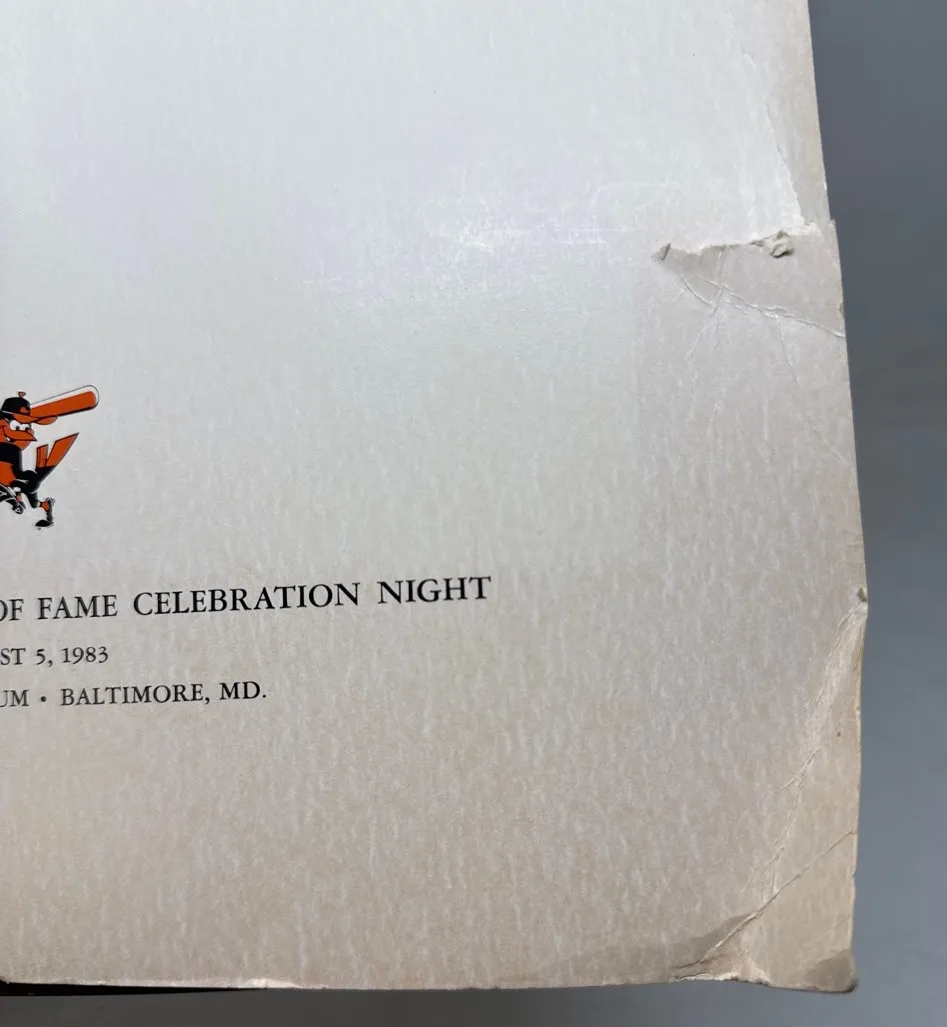 OF FAME CELEBRATION NIGHT
ST 5, 1983
UM • BALTIMORE, MD.